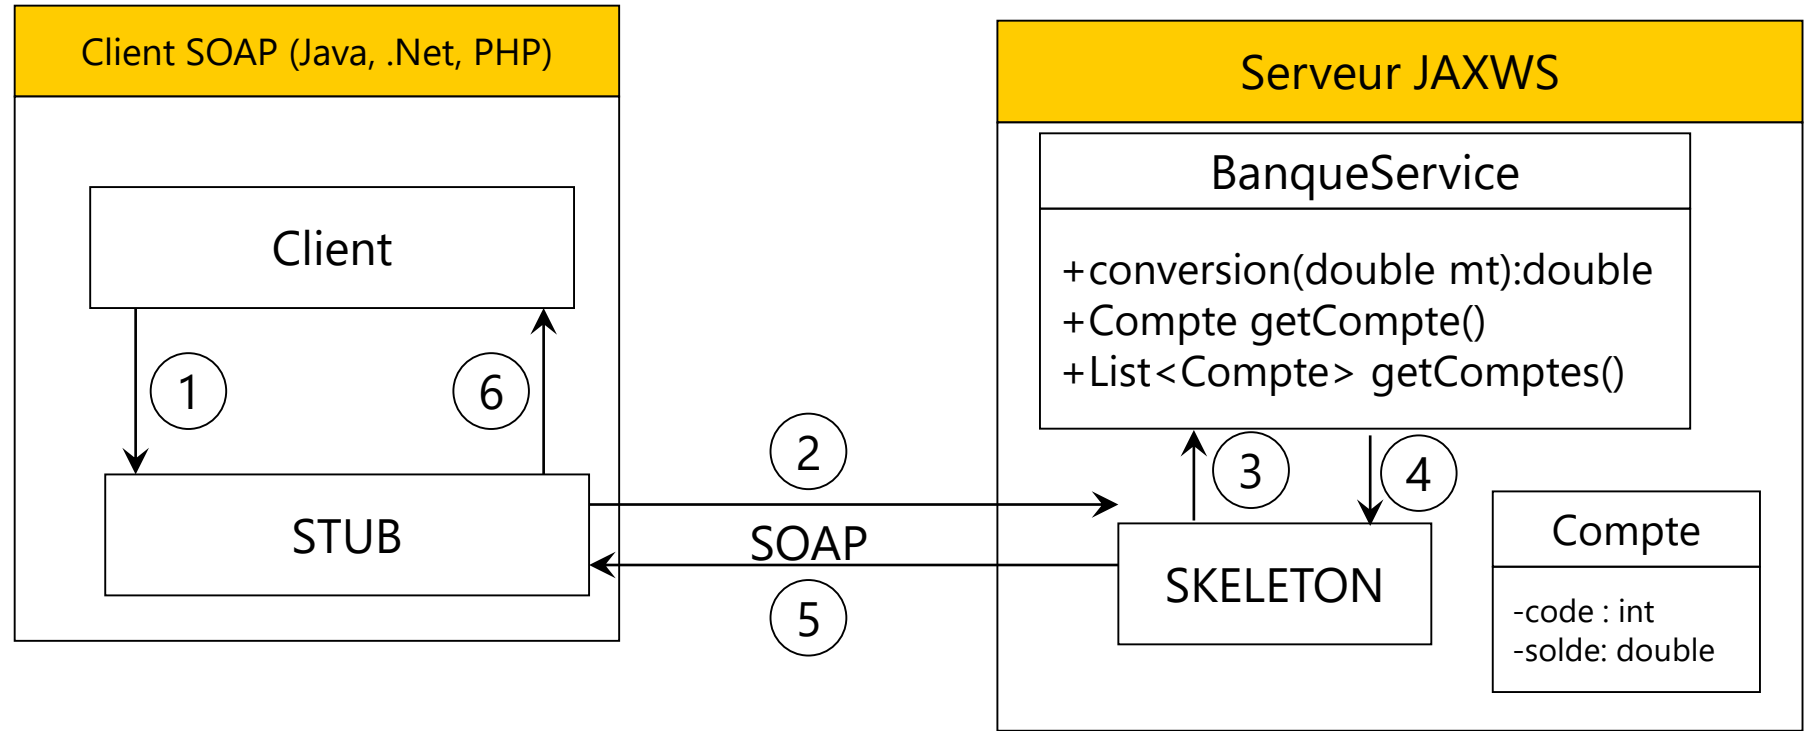 Client SOAP (Java, .Net, PHP)
Client
1
6
STUB
2
SOAP
5
Serveur JAXWS
BanqueService
+conversion(double mt):double
+Compte getCompte()
+List<Compte> getComptes()
3
4
SKELETON
Compte
-code : int
-solde: double